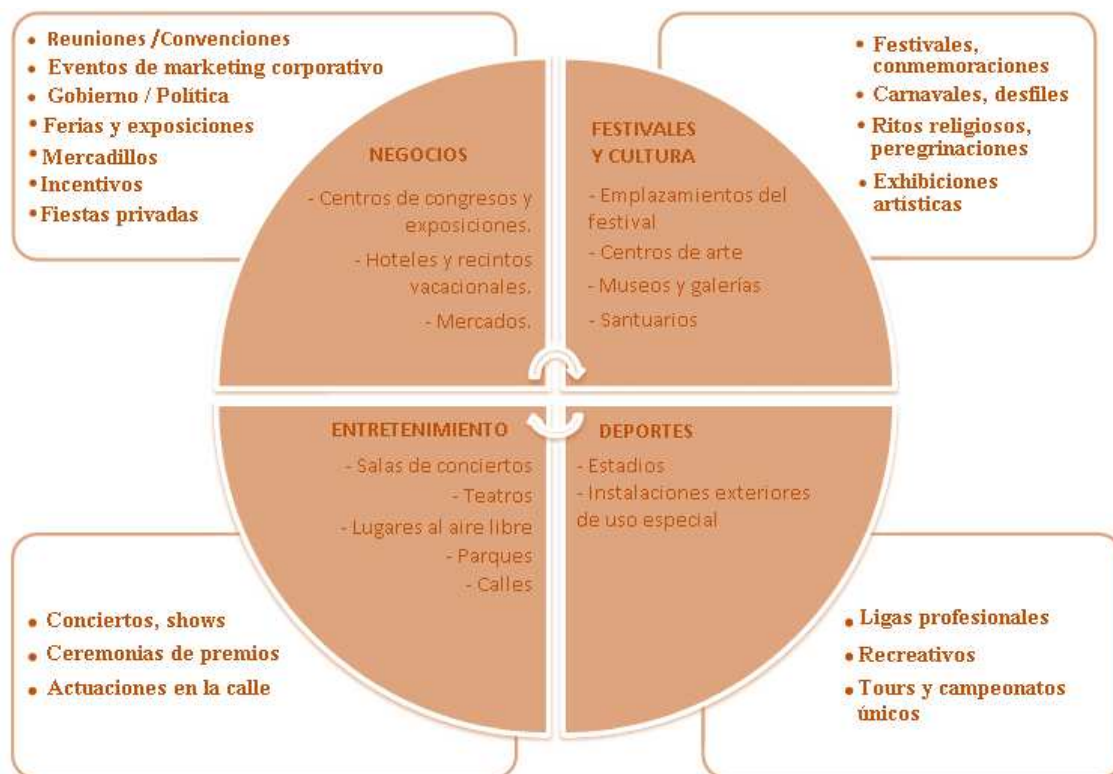 • Reuniones /Convenciones
• Eventos de marketing corporativo
• Gobierno / Política
• Ferias y exposiciones
• Mercadillos
• Incentivos
• Fiestas privadas
• Festivales,
conmemoraciones
• Carnavales, desfiles
• Ritos religiosos,
peregrinaciones
• Exhibiciones
artísticas
NEGOCIOS
- Centros de congresos y
exposiciones.
- Hoteles y recintos
vacacionales.
- Mercados.
FESTIVALES
Y CULTURA
- Emplazamientos del
festival
- Centros de arte
- Museos y galerías
- Santuarios
ENTRETENIMIENTO
- Salas de conciertos
- Teatros
- Lugares al aire libre
- Parques
- Calles
DEPORTES
- Estadios
- Instalaciones exteriores
de uso especial
• Conciertos, shows
• Ceremonias de premios
• Actuaciones en la calle
• Ligas profesionales
• Recreativos
• Tours y campeonatos
únicos